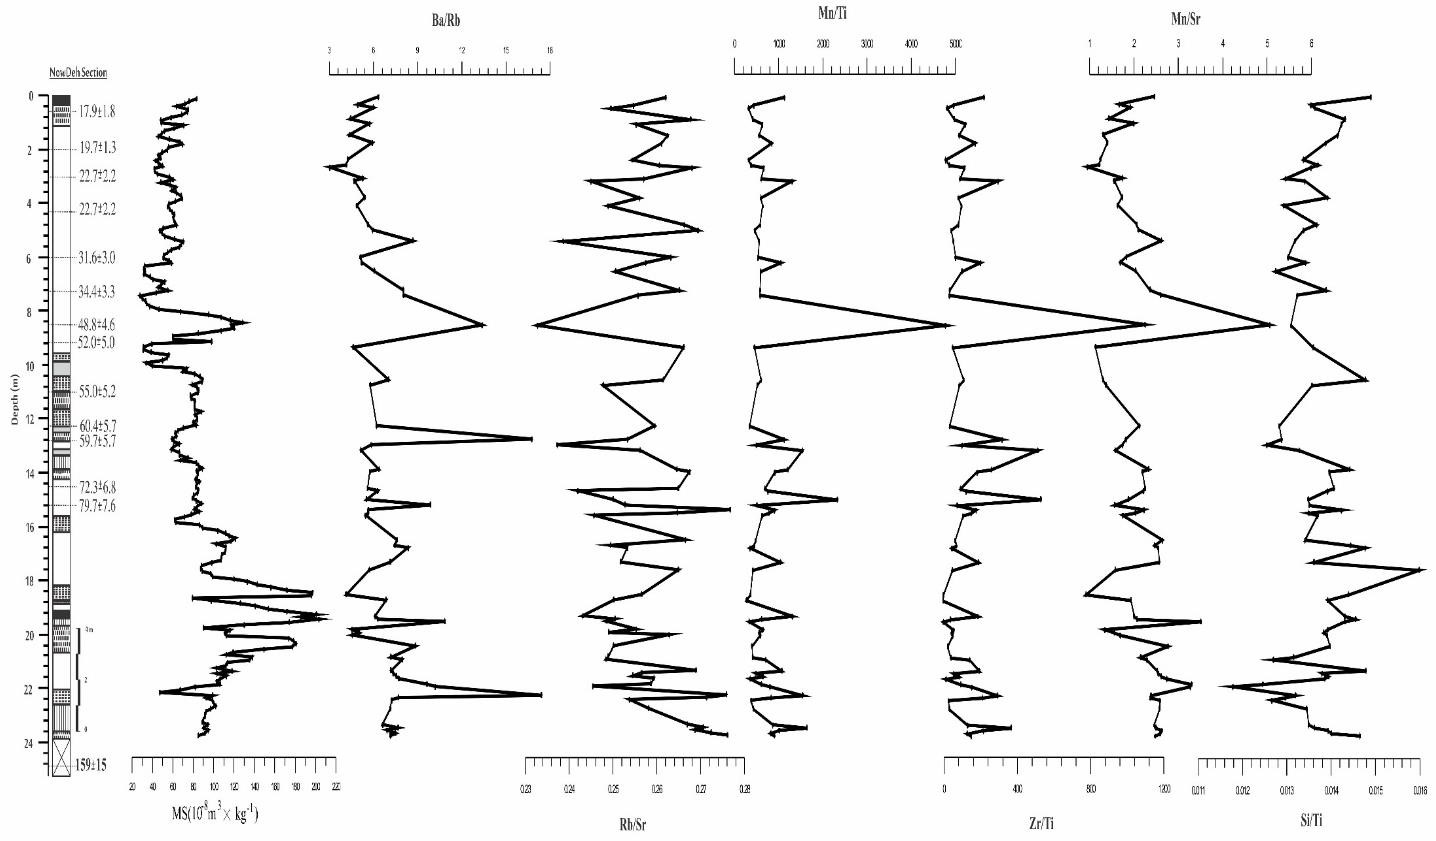 Mn/Ti
Mn/Sr
Ba/Rb
0 1000 2000 3000 4000 5000
1 2 3 4 5 6
3 6 9 12 15 18
NowDeh Section
0
17.9±1.8
2
19.7±1.3
22.7±2.2
4
22.7±2.2
6
31.6±3.0
34.4±3.3
8
48.8±4.6
52.0±5.0
10
55.0±5.2
Depth (m)
12
60.4±5.7
59.7±5.7
14
72.3±6.8
79.7±7.6
16
18
20
2
22
0
24
159±15
20 40 60 80 100 120 140 160 180 200 220
0.23 0.24 0.25 0.26 0.27 0.28
0 400 800 1200
0.011 0.012 0.013 0.014 0.015 0.016
MS(10⁻⁸m³× kg⁻¹)
Rb/Sr
Zr/Ti
Si/Ti